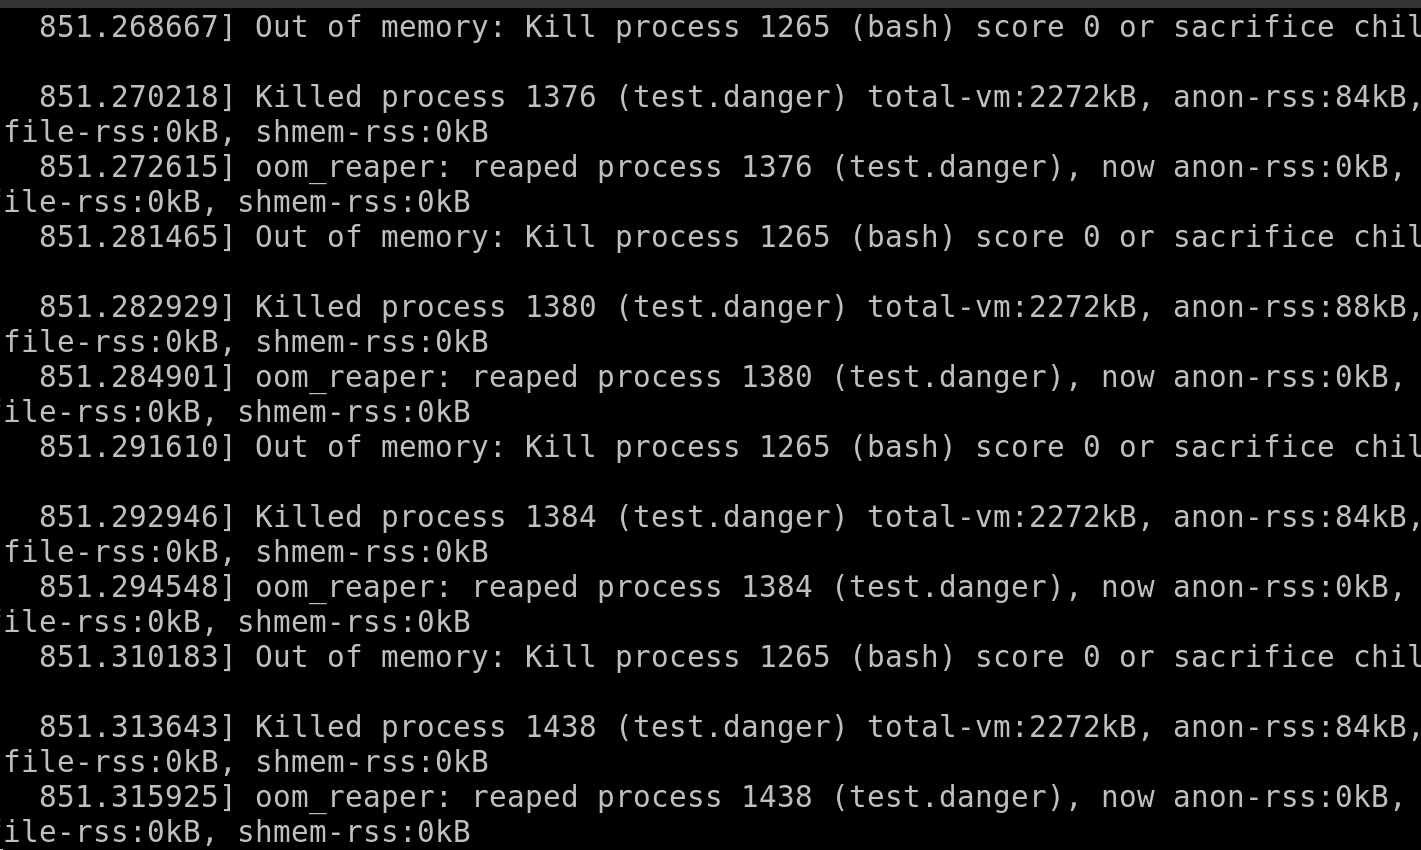 851.268667] Out of memory: Kill process 1265 (bash) score 0 or sacrifice chil
851.270218] Killed process 1376 (test.danger) total-vm:2272kB, anon-rss:84kB,
file-rss:0kB, shmem-rss:0kB
851.272615] oom_reaper: reaped process 1376 (test.danger), now anon-rss:0kB,
ile-rss:0kB, shmem-rss:0kB
851.281465] Out of memory: Kill process 1265 (bash) score 0 or sacrifice chil
851.282929] Killed process 1380 (test.danger) total-vm:2272kB, anon-rss:88kB,
file-rss:0kB, shmem-rss:0kB
851.284901] oom_reaper: reaped process 1380 (test.danger), now anon-rss:0kB,
ile-rss:0kB, shmem-rss:0kB
851.291610] Out of memory: Kill process 1265 (bash) score 0 or sacrifice chil
851.292946] Killed process 1384 (test.danger) total-vm:2272kB, anon-rss:84kB,
file-rss:0kB, shmem-rss:0kB
851.294548] oom_reaper: reaped process 1384 (test.danger), now anon-rss:0kB,
ile-rss:0kB, shmem-rss:0kB
851.310183] Out of memory: Kill process 1265 (bash) score 0 or sacrifice chil
851.313643] Killed process 1438 (test.danger) total-vm:2272kB, anon-rss:84kB,
file-rss:0kB, shmem-rss:0kB
851.315925] oom_reaper: reaped process 1438 (test.danger), now anon-rss:0kB,
ile-rss:0kB, shmem-rss:0kB